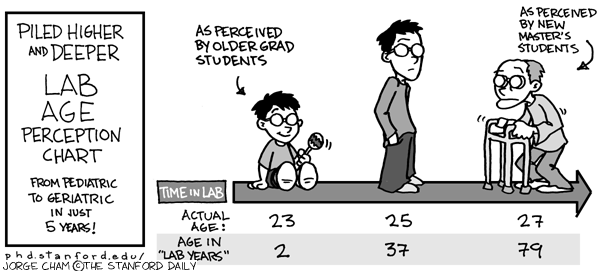 PILED HIGHER
AND DEEPER
LAB
AGE
PERCEPTION
CHART
FROM PEDIATRIC
TO GERIATRIC
IN JUST
5 YEARS!
phd.stanford.edu/
JORGE CHAM ©THE STANFORD DAILY
AS PERCEIVED
BY OLDER GRAD
STUDENTS
AS PERCEIVED
BY NEW
MASTER'S
STUDENTS
TIME IN LAB
ACTUAL
AGE: 23 25 27
AGE IN
"LAB YEARS" 2 37 79